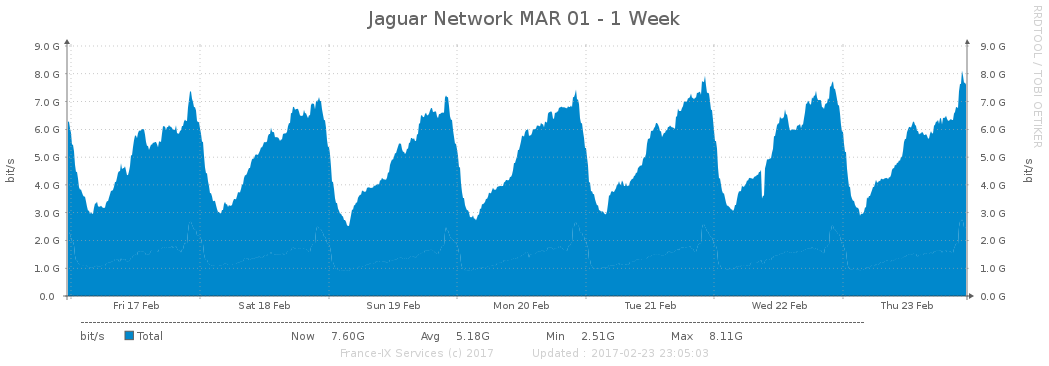 Jaguar Network MAR 01 - 1 Week
RRDTOOL / TOBI OETIKER
bit/s
9.0 G 9.0 G
8.0 G 8.0 G
7.0 G 7.0 G
6.0 G 6.0 G
5.0 G 5.0 G
4.0 G 4.0 G
3.0 G 3.0 G
2.0 G 2.0 G
1.0 G 1.0 G
0.0 0.0 G
bit/s
Fri 17 Feb Sat 18 Feb Sun 19 Feb Mon 20 Feb Tue 21 Feb Wed 22 Feb Thu 23 Feb
bit/s Total Now 7.60G Avg 5.18G Min 2.51G Max 8.11G
France-IX Services (c) 2017 Updated : 2017-02-23 23:05:03